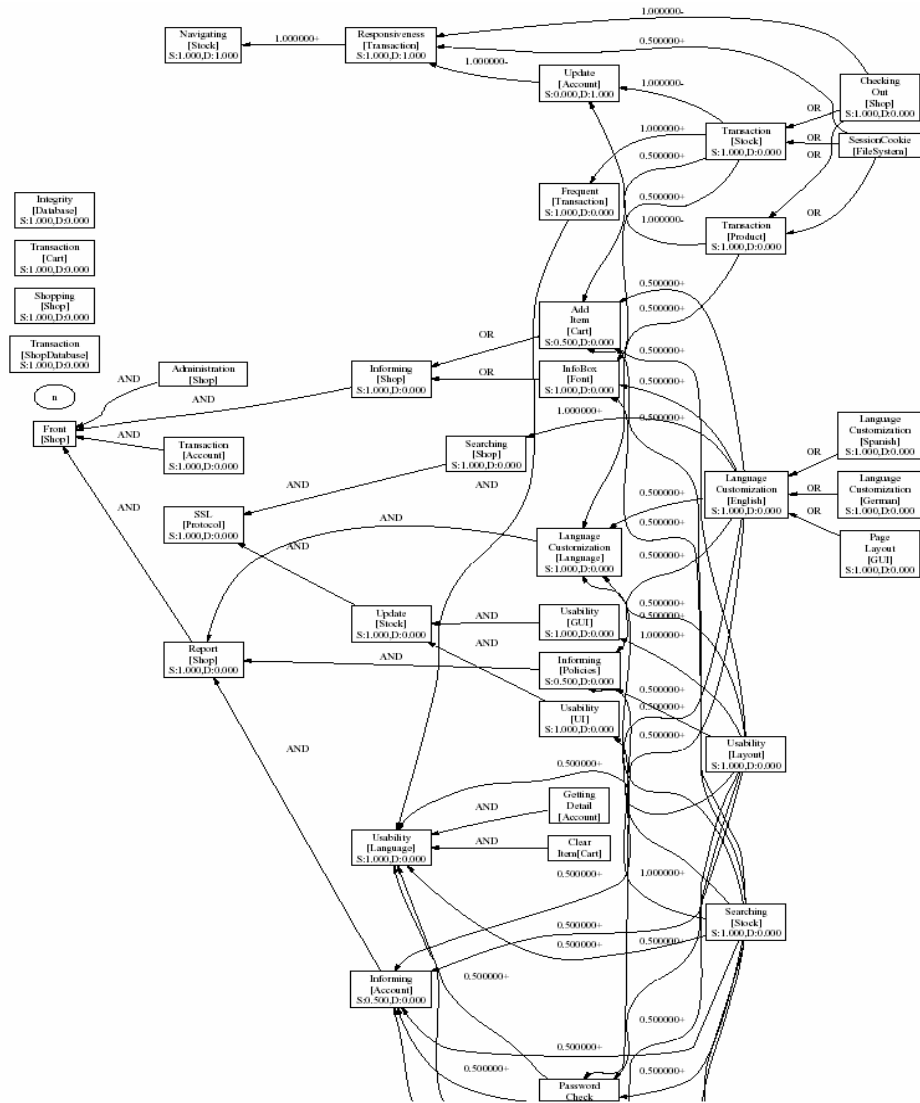 1.000000-
Navigating
[Stock]
S:1.000,D:1.000
1.000000+
Responsiveness
[Transaction]
S:1.000,D:1.000
0.500000+
1.000000-
Update
[Account]
S:0.000,D:1.000
1.000000-
Checking
Out
[Shop]
S:1.000,D:0.000
OR
OR
OR
SessionCookie
[FileSystem]
1.000000+
Transaction
[Stock]
S:1.000,D:0.000
0.500000+
Integrity
[Database]
S:1.000,D:0.000
Frequent
[Transaction]
S:1.000,D:0.000
0.500000+
1.000000-
OR
Transaction
[Product]
S:1.000,D:0.000
Transaction
[Cart]
S:1.000,D:0.000
Shopping
[Shop]
S:1.000,D:0.000
0.500000+
0.500000+
Add
Item
[Cart]
S:0.500,D:0.000
OR
Transaction
[ShopDatabase]
S:1.000,D:0.000
0.500000+
Administration
[Shop]
AND
AND
Informing
[Shop]
S:1.000,D:0.000
OR
InfoBox
[Font]
S:1.000,D:0.000
0.500000+
n
1.000000+
0.500000+
Front
[Shop]
AND
Transaction
[Account]
S:1.000,D:0.000
Searching
[Shop]
S:1.000,D:0.000
Language
Customization
[Spanish]
S:1.000,D:0.000
OR
AND
AND
Language
Customization
[English]
S:1.000,D:0.000
OR
Language
Customization
[German]
S:1.000,D:0.000
0.500000+
OR
AND
SSL
[Protocol]
S:1.000,D:0.000
AND
0.500000+
Page
Layout
[GUI]
S:1.000,D:0.000
AND
Language
Customization
[Language]
S:1.000,D:0.000
0.500000+
0.500000+
0.500000+
Update
[Stock]
S:1.000,D:0.000
AND
Usability
[GUI]
S:1.000,D:0.000
1.000000+
AND
Report
[Shop]
S:1.000,D:0.000
AND
Informing
[Policies]
S:0.500,D:0.000
0.500000+
0.500000+
Usability
[UI]
S:1.000,D:0.000
0.500000+
AND
Usability
[Layout]
S:1.000,D:0.000
0.500000+
Getting
Detail
[Account]
AND
Usability
[Language]
S:1.000,D:0.000
AND
Clear
Item[Cart]
0.500000+
1.000000+
Searching
[Stock]
S:1.000,D:0.000
0.500000+
0.500000+
0.500000+
0.500000+
0.500000+
Informing
[Account]
S:0.500,D:0.000
0.500000+
0.500000+
0.500000+
0.500000+
Password
Check